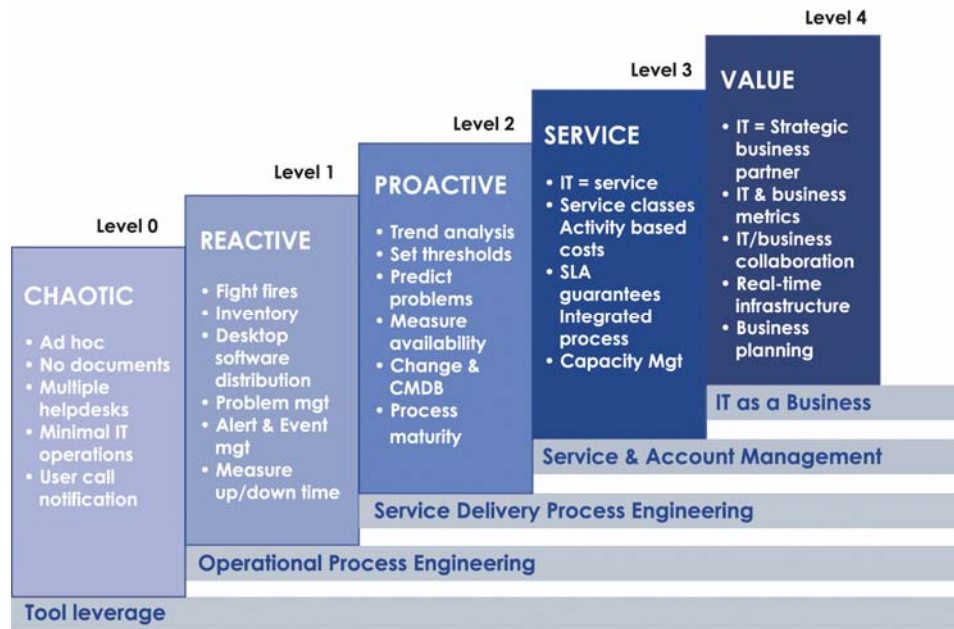 Level 0
CHAOTIC
• Ad hoc
• No documents
• Multiple
helpdesks
• Minimal IT
operations
• User call
notification
Tool leverage
Level 1
REACTIVE
• Fight fires
• Inventory
• Desktop
software
distribution
• Problem mgt
• Alert & Event
mgt
• Measure
up/down time
Operational Process Engineering
Level 2
PROACTIVE
• Trend analysis
• Set thresholds
• Predict
problems
• Measure
availability
• Change &
CMDB
• Process
maturity
Service Delivery Process Engineering
Level 3
SERVICE
• IT = service
• Service classes
Activity based
costs
• SLA
guarantees
Integrated
process
• Capacity Mgt
Service & Account Management
Level 4
VALUE
• IT = Strategic
business
partner
• IT & business
metrics
• IT/business
collaboration
• Real-time
infrastructure
• Business
planning
IT as a Business